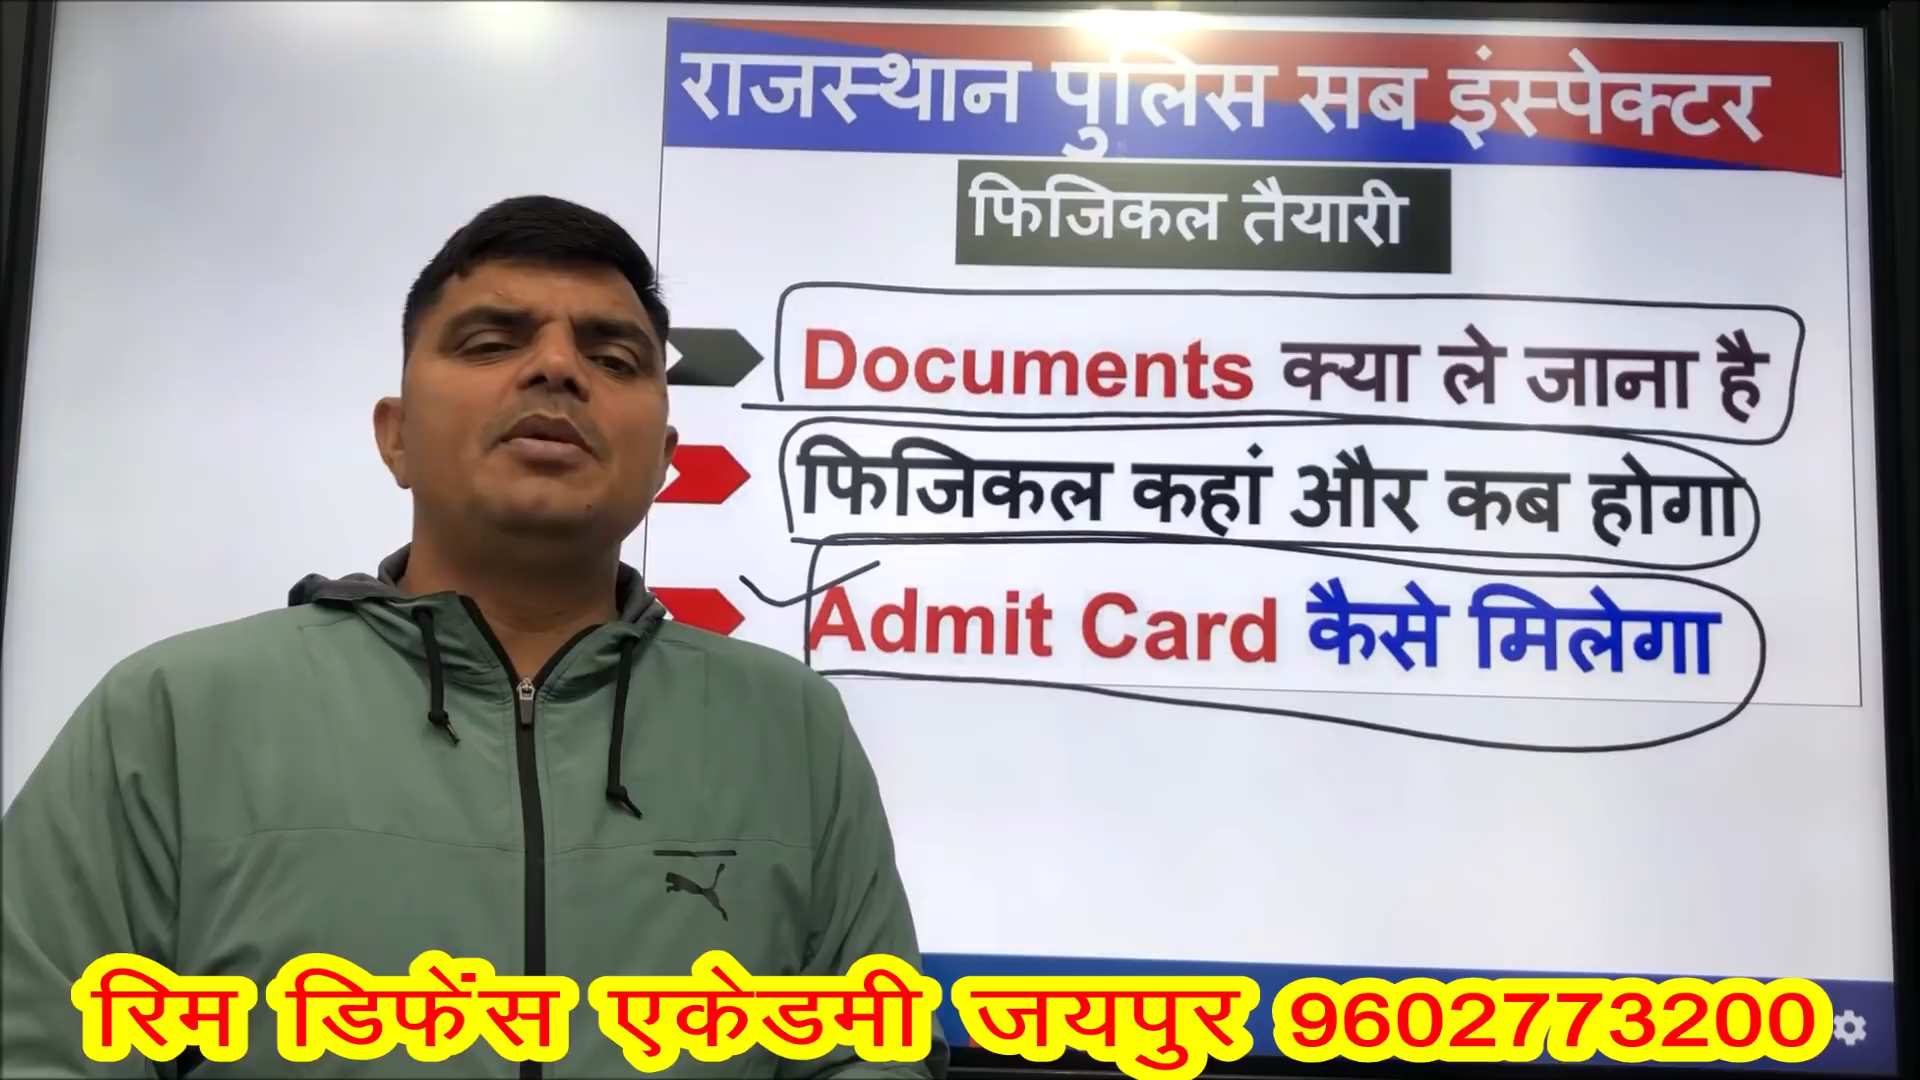 राजस्थान पुलिस सब इंस्पेक्टर
फिजिकल तैयारी
Documents क्या ले जाना है
फिजिकल कहां और कब होगा
Admit Card कैसे मिलेगा
रिम डिफेंस एकेडमी जयपुर 9602773200